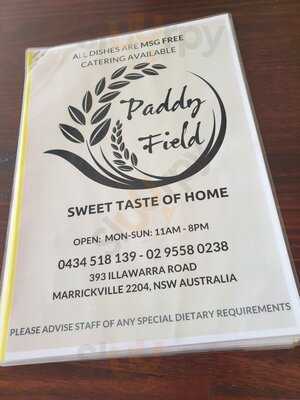 ALL DISHES ARE MSG FREE
CATERING AVAILABLE
Paddy
Field
SWEET TASTE OF HOME
OPEN: MON-SUN: 11AM - 8PM
0434 518 139 - 02 9558 0238
393 ILLAWARRA ROAD
MARRICKVILLE 2204, NSW AUSTRALIA
PLEASE ADVISE STAFF OF ANY SPECIAL DIETARY REQUIREMENTS